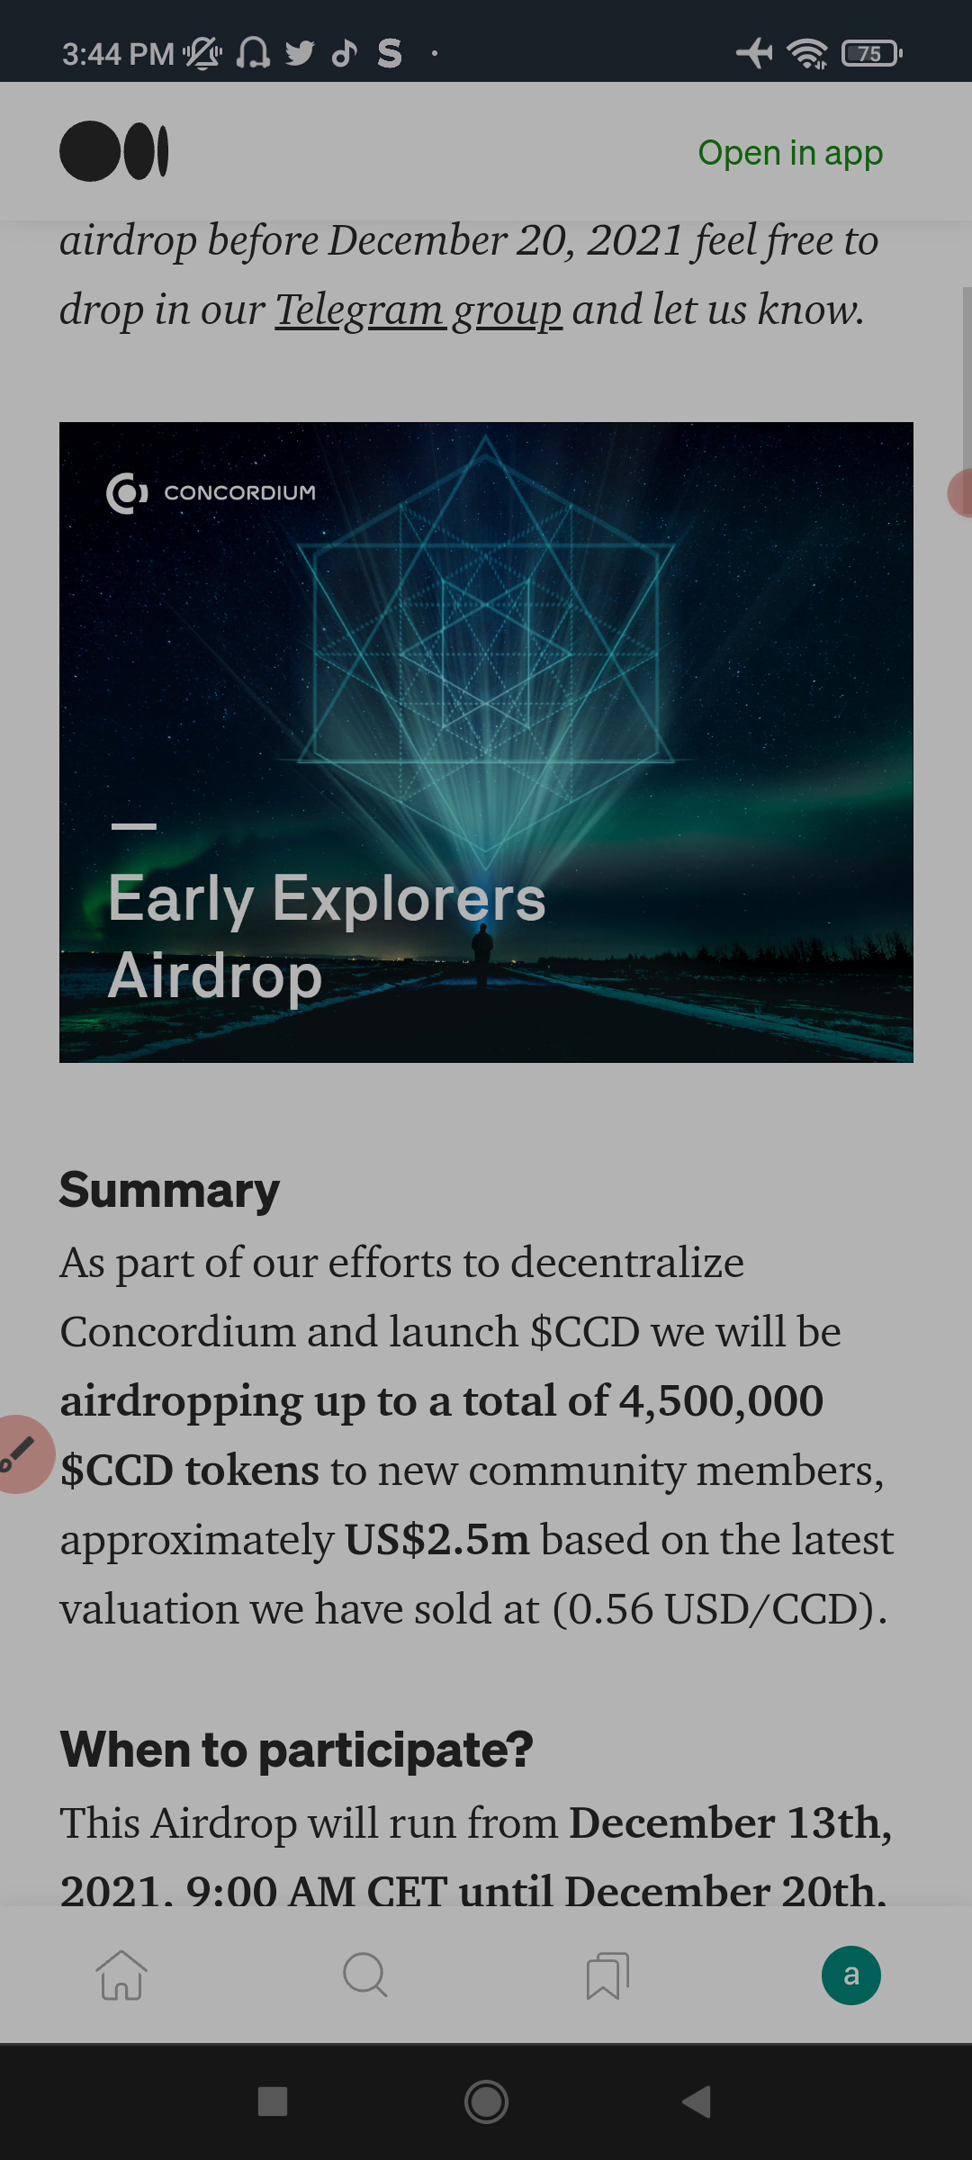 3:44 PM
75
Open in app
airdrop before December 20, 2021 feel free to
drop in our Telegram group and let us know.
CONCORDIUM
Early Explorers
Airdrop
Summary
As part of our efforts to decentralize
Concordium and launch $CCD we will be
airdropping up to a total of 4,500,000
$CCD tokens to new community members,
approximately US$2.5m based on the latest
valuation we have sold at (0.56 USD/CCD).
When to participate?
This Airdrop will run from December 13th,
2021, 9:00 AM CET until December 20th,
a